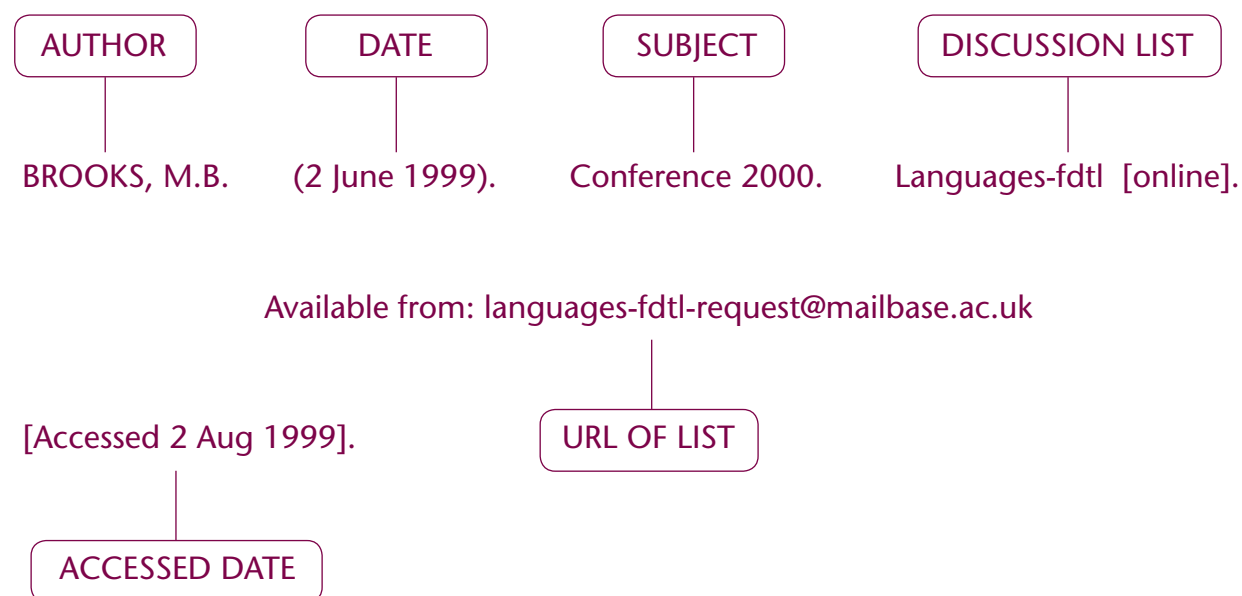 AUTHOR DATE SUBJECT DISCUSSION LIST
BROOKS, M.B. (2 June 1999). Conference 2000. Languages-fdtl [online].
Available from: languages-fdtl-request@mailbase.ac.uk
[Accessed 2 Aug 1999]. URL OF LIST
ACCESSED DATE